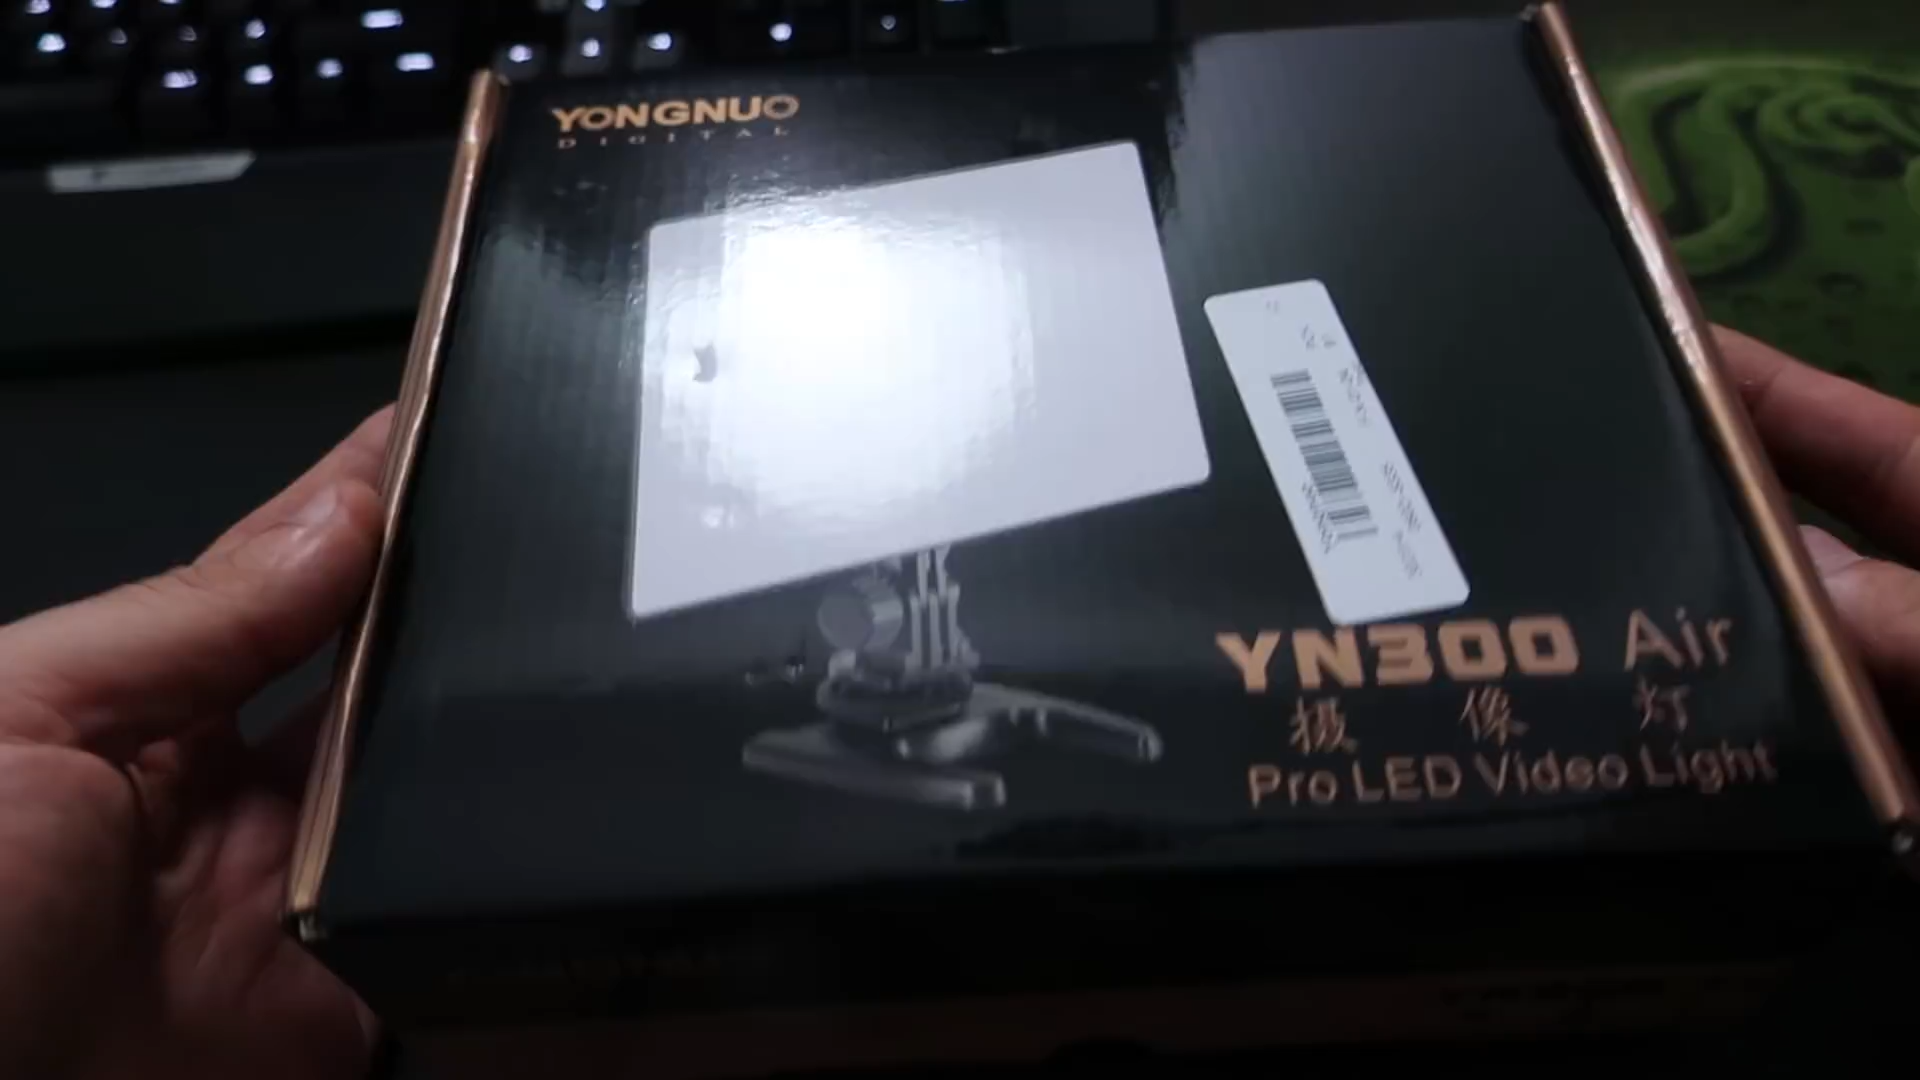 YONGNUO
DIGITAL
YN300 Air
摄 像 灯
Pro LED Video Light